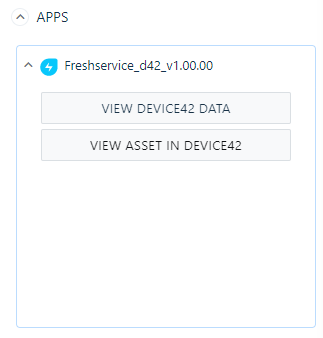 APPS
Freshservice_d42_v1.00.00
VIEW DEVICE42 DATA
VIEW ASSET IN DEVICE42